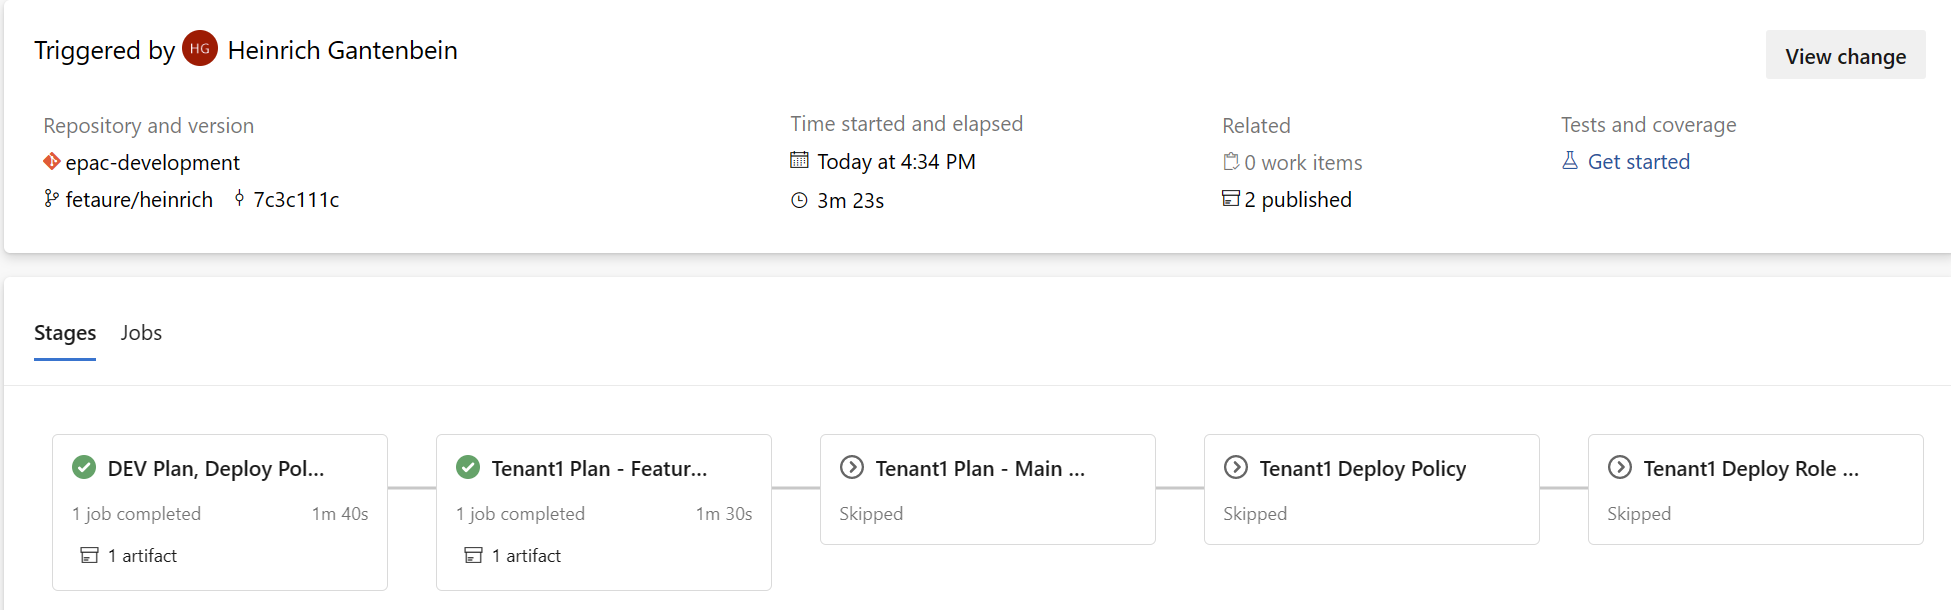 Triggered by HG Heinrich Gantenbein
View change
Repository and version
epac-development
fetaure/heinrich 7c3c111c
Time started and elapsed
Today at 4:34 PM
3m 23s
Related
0 work items
2 published
Tests and coverage
Get started
Stages Jobs
DEV Plan, Deploy Pol...
1 job completed 1m 40s
1 artifact
Tenant1 Plan - Featur...
1 job completed 1m 30s
1 artifact
Tenant1 Plan - Main ...
Skipped
Tenant1 Deploy Policy
Skipped
Tenant1 Deploy Role ...
Skipped